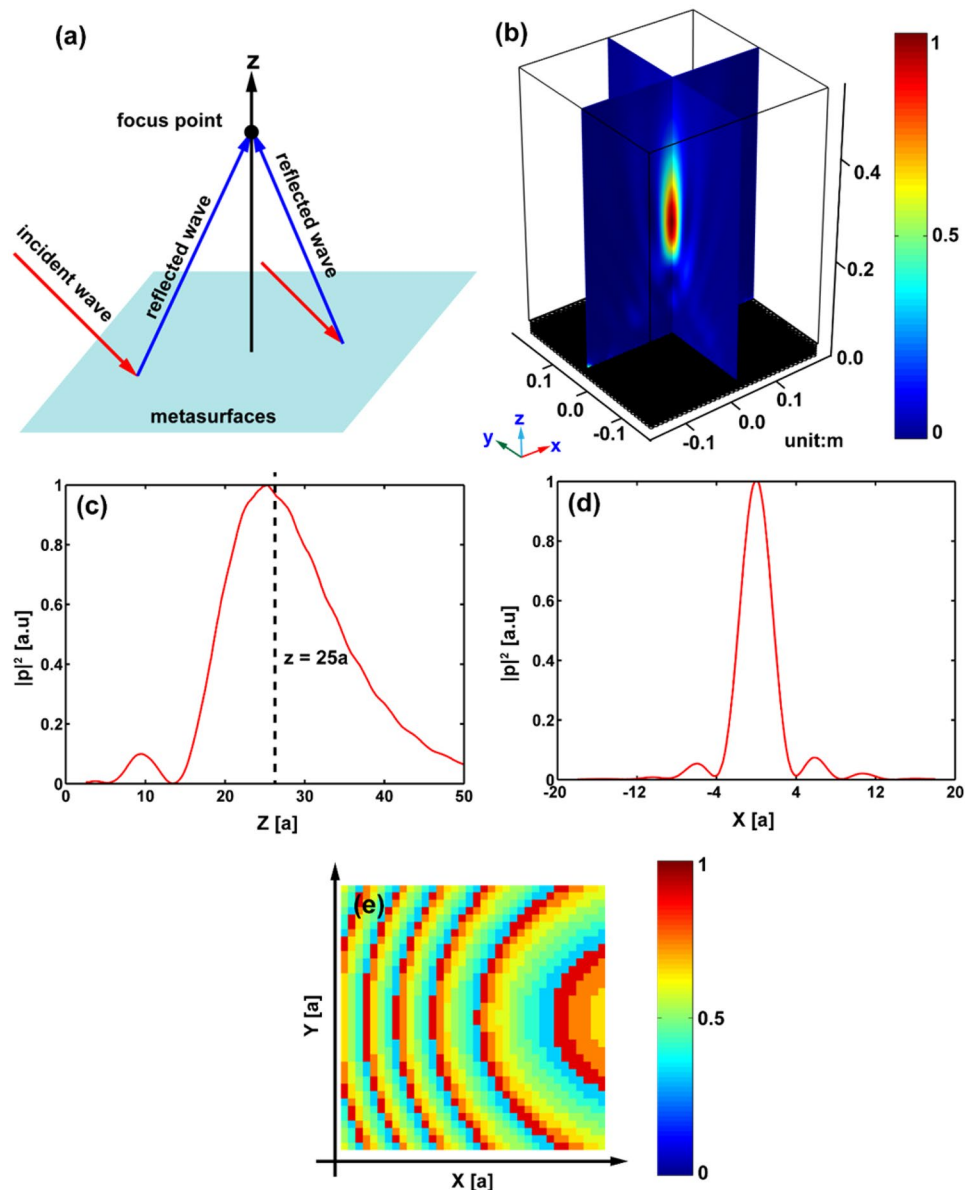 (a)
z
focus point
reflected wave
reflected wave
incident wave
metasurfaces
(b)
0.4
0.2
0.0
0.1
0.0
-0.1
-0.1
0.0
0.1
unit:m
z
y
x
1
0.5
0
(c)
|p|² [a.u]
1
0.8
0.6
0.4
0.2
0
z = 25a
0 10 20 30 40 50
Z [a]
(d)
|p|² [a.u]
1
0.8
0.6
0.4
0.2
0
-20 -12 -4 4 12 20
X [a]
(e)
Y [a]
X [a]
1
0.5
0